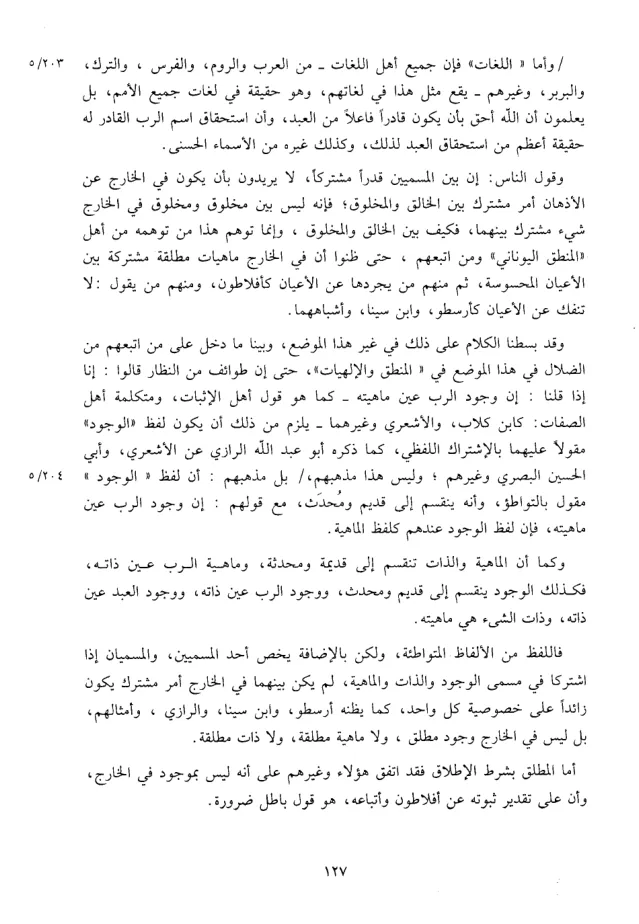 / وأما « اللغات» فإن جميع أهل اللغات ـ من العرب والروم، والفرس ، والترك، ٥/٢٠٣
والبربر، وغيرهم ـ يقع مثل هذا في لغاتهم، وهو حقيقة في لغات جميع الأمم، بل
يعلمون أن الله أحق بأن يكون قادراً فاعلاً من العبد، وأن استحقاق اسم الرب القادر له
حقيقة أعظم من استحقاق العبد لذلك، وكذلك غيره من الأسماء الحسنى.
وقول الناس: إن بين المسميين قدراً مشتركاً، لا يريدون بأن يكون في الخارج عن
الأذهان أمر مشترك بين الخالق والمخلوق؛ فإنه ليس بين مخلوق ومخلوق في الخارج
شيء مشترك بينهما، فكيف بين الخالق والمخلوق ، وإنما توهم هذا من توهمه من أهل
«المنطق اليوناني» ومن اتبعهم ، حتى ظنوا أن في الخارج ماهيات مطلقة مشتركة بين
الأعيان المحسوسة، ثم منهم من يجردها عن الأعيان كأفلاطون، ومنهم من يقول :لا
تنفك عن الأعيان كأرسطو، وابن سينا، وأشباههما.
وقد بسطنا الكلام على ذلك في غير هذا الموضع، وبينا ما دخل على من اتبعهم من
الضلال في هذا الموضع في « المنطق والإلهيات»، حتى إن طوائف من النظار قالوا : إنا
إذا قلنا : إن وجود الرب عين ماهيته ـ كما هو قول أهل الإثبات، ومتكلمة أهل
الصفات: كابن كلاب، والأشعري وغيرهما ـ يلزم من ذلك أن يكون لفظ «الوجود»
مقولاً عليهما بالإشتراك اللفظي، كما ذكره أبو عبد الله الرازي عن الأشعري، وأبي
الحسين البصري وغيرهم ؛ وليس هذا مذهبهم،/ بل مذهبهم : أن لفظ « الوجود » ٥/٢٠٤
مقول بالتواطؤ، وأنه ينقسم إلى قديم ومُحدَث، مع قولهم : إن وجود الرب عين
ماهيته، فإن لفظ الوجود عندهم كلفظ الماهية.
وكما أن الماهية والذات تنقسم إلى قديمة ومحدثة، وماهية الرب عين ذاته،
فكذلك الوجود ينقسم إلى قديم ومحدث، ووجود الرب عين ذاته، ووجود العبد عين
ذاته، وذات الشىء هي ماهيته.
فاللفظ من الألفاظ المتواطئة، ولكن بالإضافة يخص أحد المسميين، والمسميان إذا
اشتركا في مسمى الوجود والذات والماهية، لم يكن بينهما في الخارج أمر مشترك يكون
زائداً على خصوصية كل واحد، كما يظنه أرسطو، وابن سينا، والرازي ، وأمثالهم،
بل ليس في الخارج وجود مطلق ، ولا ماهية مطلقة، ولا ذات مطلقة.
أما المطلق بشرط الإطلاق فقد اتفق هؤلاء وغيرهم على أنه ليس بموجود في الخارج،
وأن على تقدير ثبوته عن أفلاطون وأتباعه، هو قول باطل ضرورة.
١٢٧